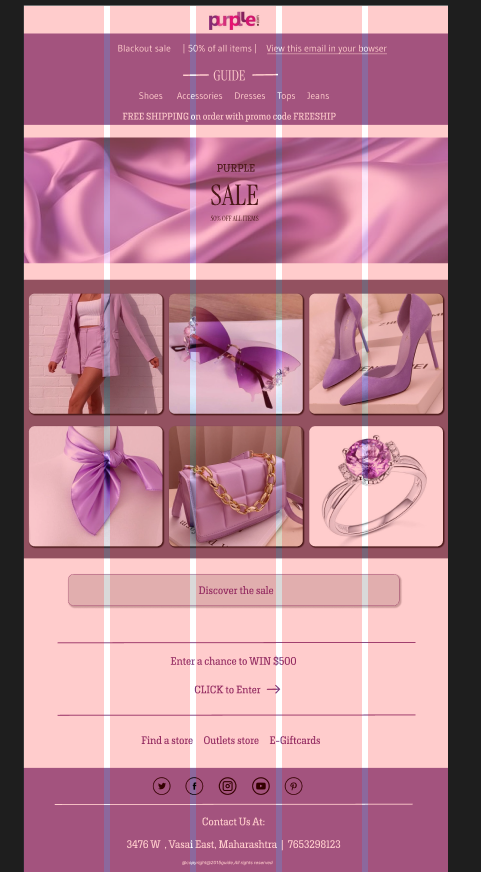 purplle.com
Blackout sale | 50% of all items | View this email in your bowser
GUIDE
Shoes Accessories Dresses Tops Jeans
FREE SHIPPING on order with promo code FREESHIP
PURPLE
SALE
50% OFF ALL ITEMS
Discover the sale
Enter a chance to WIN $500
CLICK to Enter →
Find a store Outlets store E-Giftcards
Contact Us At:
3476 W , Vasai East, Maharashtra | 7653298123